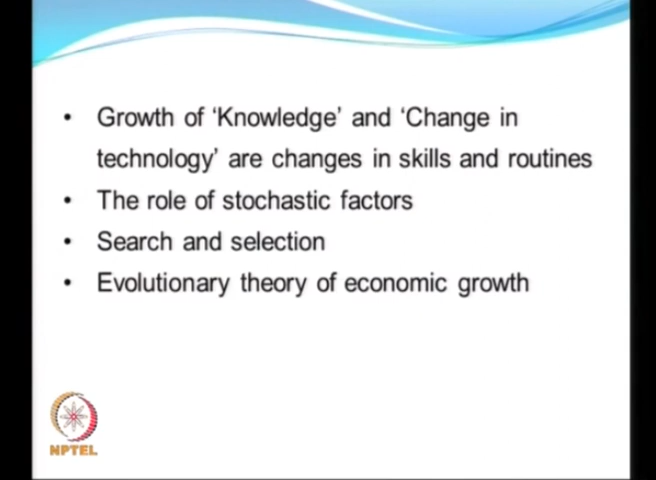 • Growth of ‘Knowledge’ and ‘Change in
technology’ are changes in skills and routines
• The role of stochastic factors
• Search and selection
• Evolutionary theory of economic growth
NPTEL